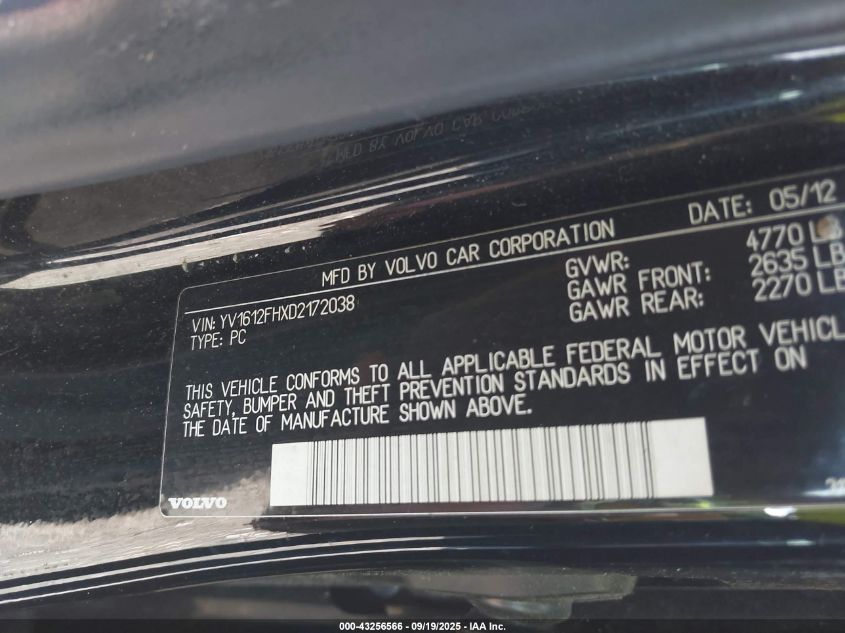 MFD BY VOLVO CAR CORPORATION DATE: 05/12
GVWR: 4770 LB
GAWR FRONT: 2635 LB
GAWR REAR: 2270 LB
VIN: YV1612FHXD2172038
TYPE: PC
THIS VEHICLE CONFORMS TO ALL APPLICABLE FEDERAL MOTOR VEHICL
SAFETY, BUMPER AND THEFT PREVENTION STANDARDS IN EFFECT ON
THE DATE OF MANUFACTURE SHOWN ABOVE.
VOLVO
000-43256566 - 09/19/2025 - IAA Inc.